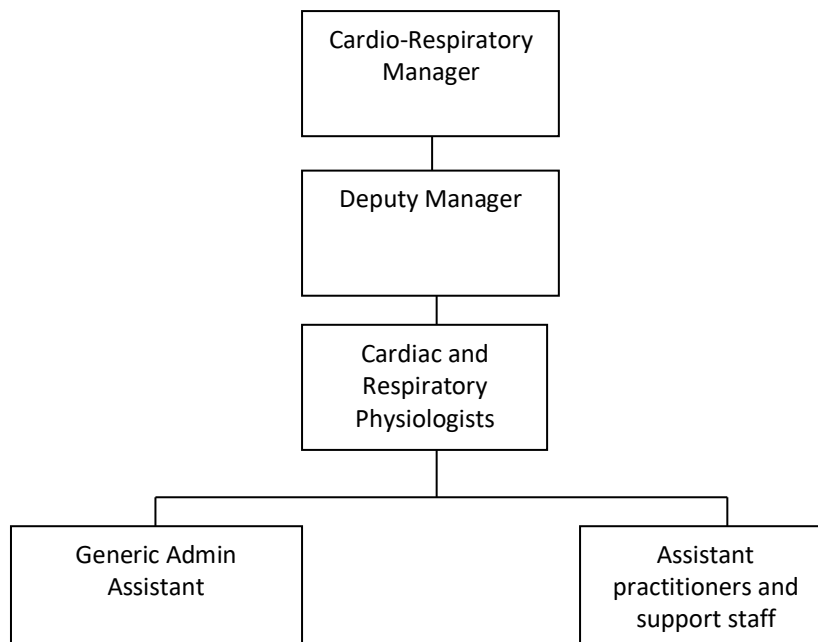 Cardio-Respiratory
Manager
Deputy Manager
Cardiac and
Respiratory
Physiologists
Generic Admin
Assistant
Assistant
practitioners and
support staff